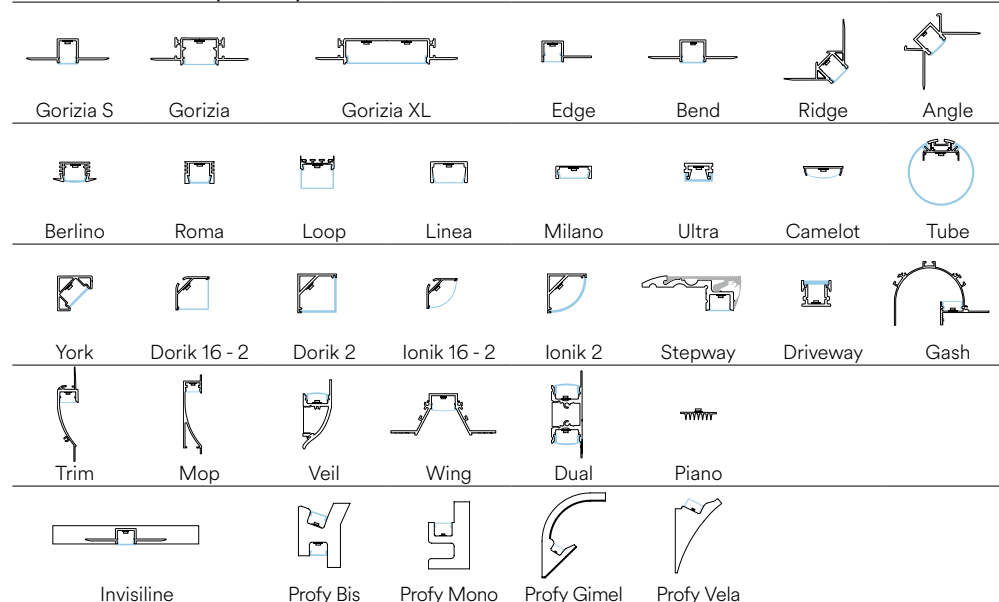 Gorizia S Gorizia Gorizia XL Edge Bend Ridge Angle
Berlino Roma Loop Linea Milano Ultra Camelot Tube
York Dorik 16 - 2 Dorik 2 Ionik 16 - 2 Ionik 2 Stepway Driveway Gash
Trim Mop Veil Wing Dual Piano
Invisiline Profy Bis Profy Mono Profy Gimel Profy Vela